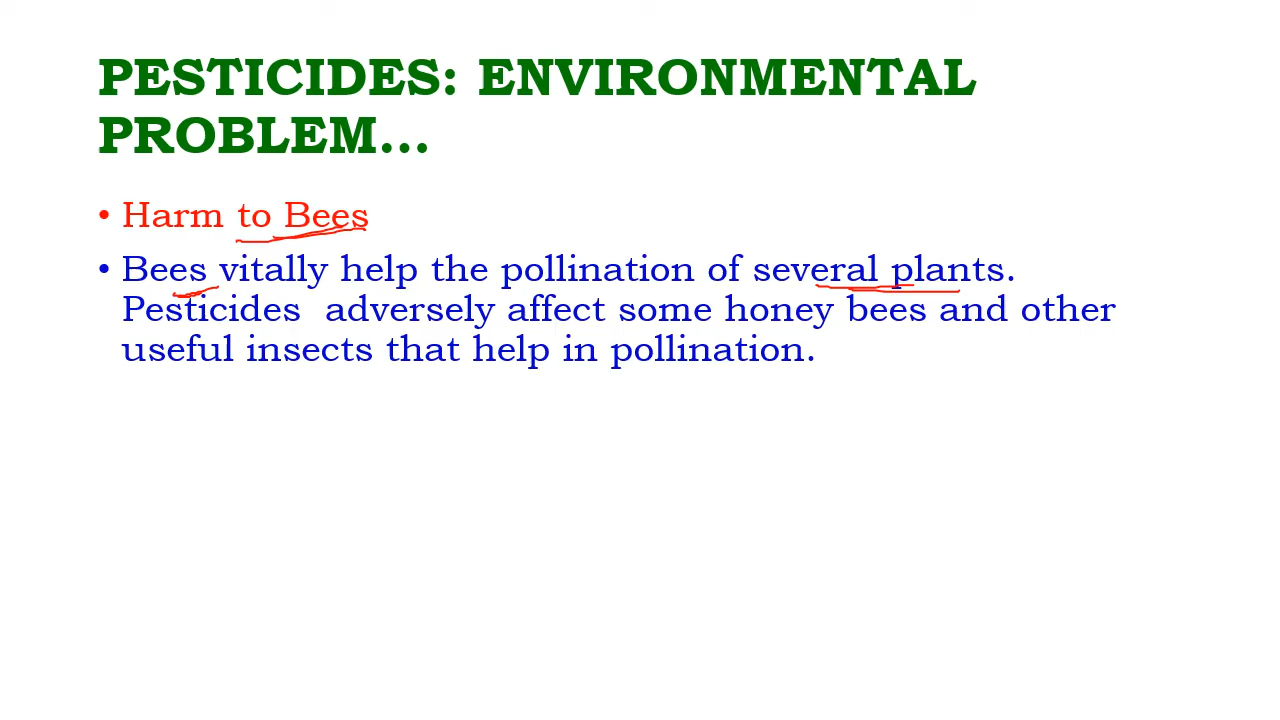 PESTICIDES: ENVIRONMENTAL
PROBLEM...
• Harm to Bees
• Bees vitally help the pollination of several plants.
Pesticides  adversely affect some honey bees and other
useful insects that help in pollination.